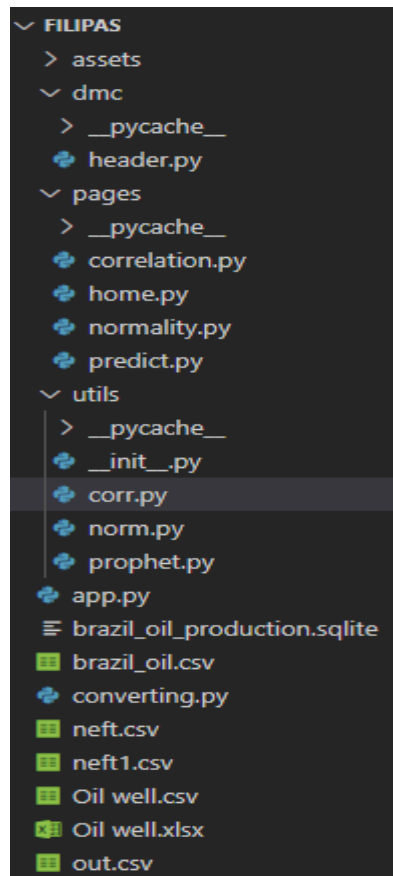 FILIPAS
assets
dmc
__pycache__
header.py
pages
__pycache__
correlation.py
home.py
normality.py
predict.py
utils
__pycache__
__init__.py
corr.py
norm.py
prophet.py
app.py
brazil_oil_production.sqlite
brazil_oil.csv
converting.py
neft.csv
neft1.csv
Oil well.csv
Oil well.xlsx
out.csv